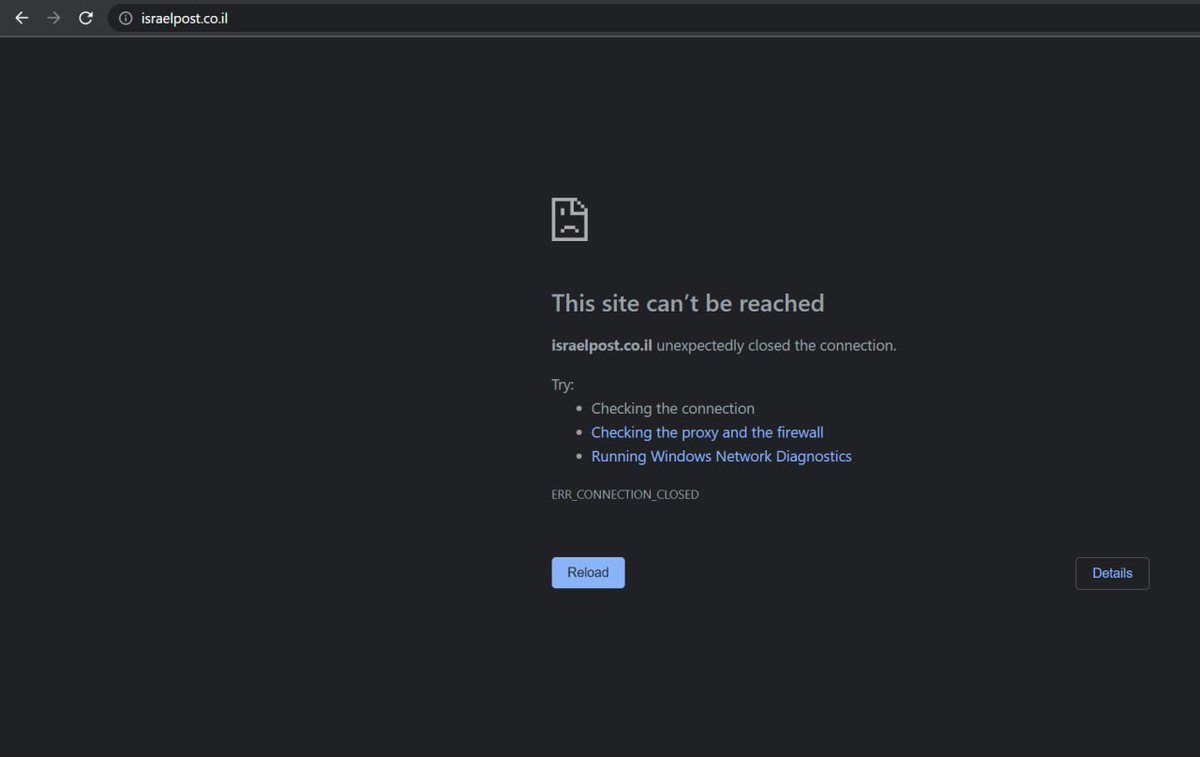 israelpost.co.il
This site can’t be reached
israelpost.co.il unexpectedly closed the connection.
Try:
• Checking the connection
• Checking the proxy and the firewall
• Running Windows Network Diagnostics
ERR_CONNECTION_CLOSED
Reload
Details